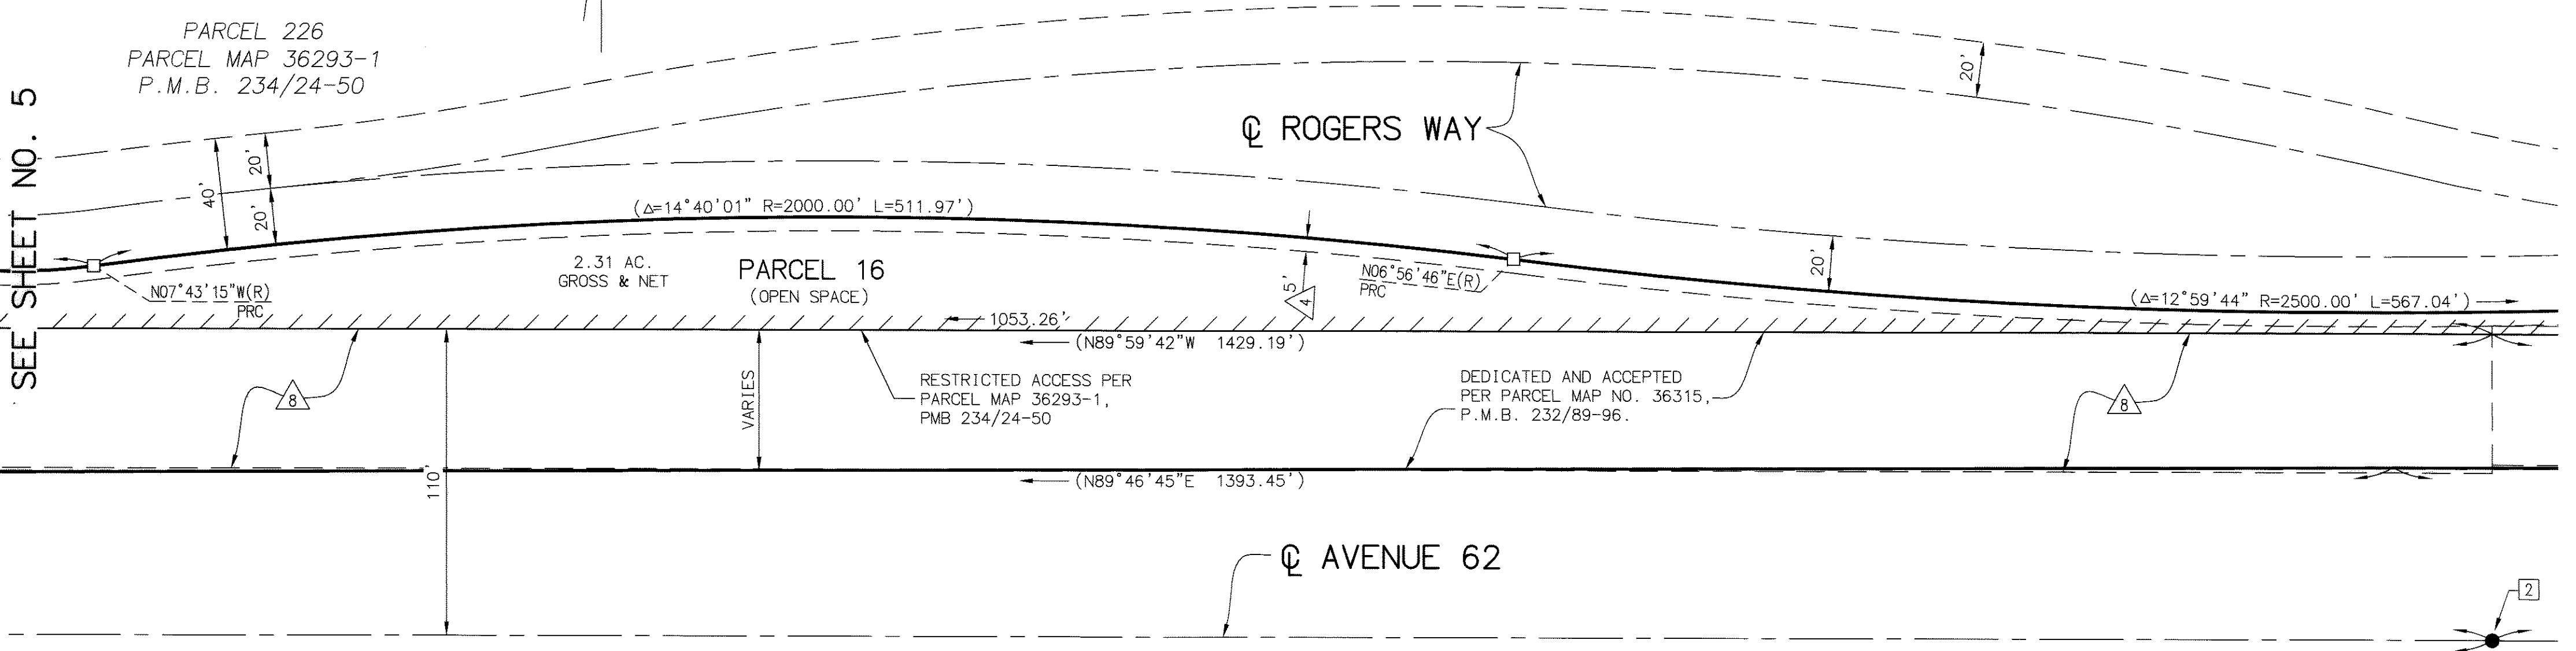 PARCEL 226
PARCEL MAP 36293-1
P.M.B. 234/24-50
SEE SHEET NO. 5
20'
40'
20'
20'
℄ ROGERS WAY
(Δ=14°40'01" R=2000.00' L=511.97')
2.31 AC.
GROSS & NET
PARCEL 16
(OPEN SPACE)
N07°43'15"W(R)
PRC
5'
4
N06°56'46"E(R)
PRC
20'
(Δ=12°59'44" R=2500.00' L=567.04')
1053.26'
(N89°59'42"W 1429.19')
8
VARIES
RESTRICTED ACCESS PER
PARCEL MAP 36293-1,
PMB 234/24-50
DEDICATED AND ACCEPTED
PER PARCEL MAP NO. 36315,
P.M.B. 232/89-96.
8
110'
(N89°46'45"E 1393.45')
℄ AVENUE 62
2